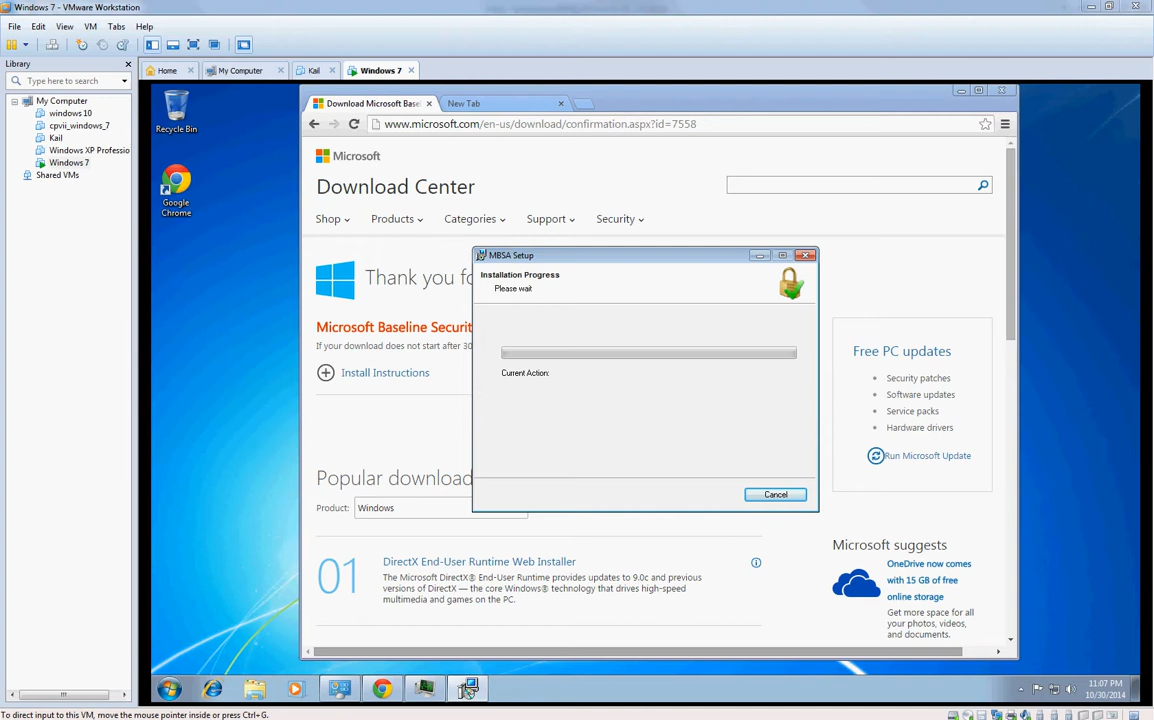 Windows 7 - VMware Workstation
File Edit View VM Tabs Help
Library
Type here to search
My Computer
windows 10
cpvii_windows_7
Kail
Windows XP Professio
Windows 7
Shared VMs
Home My Computer Kail Windows 7
Recycle Bin
Google
Chrome
Download Microsoft Base New Tab
www.microsoft.com/en-us/download/confirmation.aspx?id=7558
Microsoft
Download Center
Shop Products Categories Support Security
Thank you fo
Microsoft Baseline Securit
If your download does not start after 30
Install Instructions
MBSA Setup
Installation Progress
Please wait
Current Action:
Cancel
Free PC updates
Security patches
Software updates
Service packs
Hardware drivers
Run Microsoft Update
Popular download
Product: Windows
01
DirectX End-User Runtime Web Installer
The Microsoft DirectX® End-User Runtime provides updates to 9.0c and previous
versions of DirectX — the core Windows® technology that drives high-speed
multimedia and games on the PC.
Microsoft suggests
OneDrive now comes
with 15 GB of free
online storage
Get more space for
all your photos, videos,
and documents.
11:07 PM
10/30/2014
To direct input to this VM, move the mouse pointer inside or press Ctrl+G.